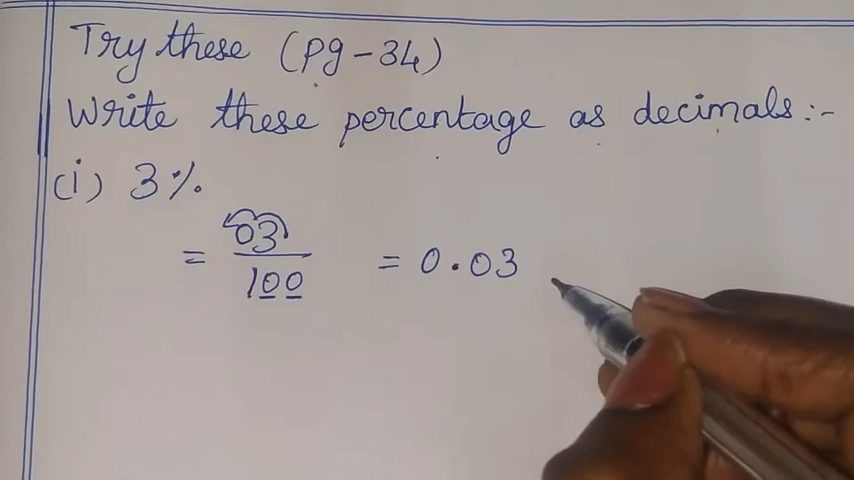 Try these (pg-34)
Write these percentage as decimals:-
(i) 3%
= 03/100 = 0.03